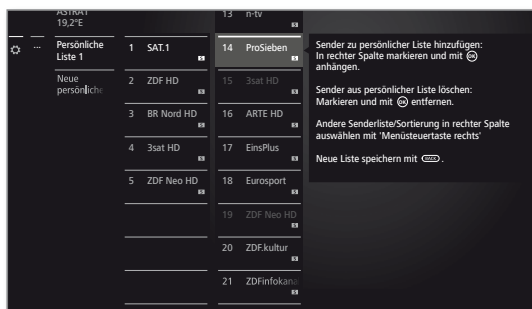 ASTRA1
19,2°E
...
Persönliche
Liste 1
Neue
persönliche
1 SAT.1
S
2 ZDF HD
S
3 BR Nord HD
S
4 3sat HD
S
5 ZDF Neo HD
S
13 n-tv
S
14 ProSieben
S
15 3sat HD
S
16 ARTE HD
S
17 EinsPlus
S
18 Eurosport
S
19 ZDF Neo HD
S
20 ZDF.kultur
S
21 ZDFinfokana
S
Sender zu persönlicher Liste hinzufügen:
In rechter Spalte markieren und mit OK
anhängen.
Sender aus persönlicher Liste löschen:
Markieren und mit OK entfernen.
Andere Senderliste/Sortierung in rechter Spalte
auswählen mit 'Menüsteuertaste rechts'
Neue Liste speichern mit BACK .